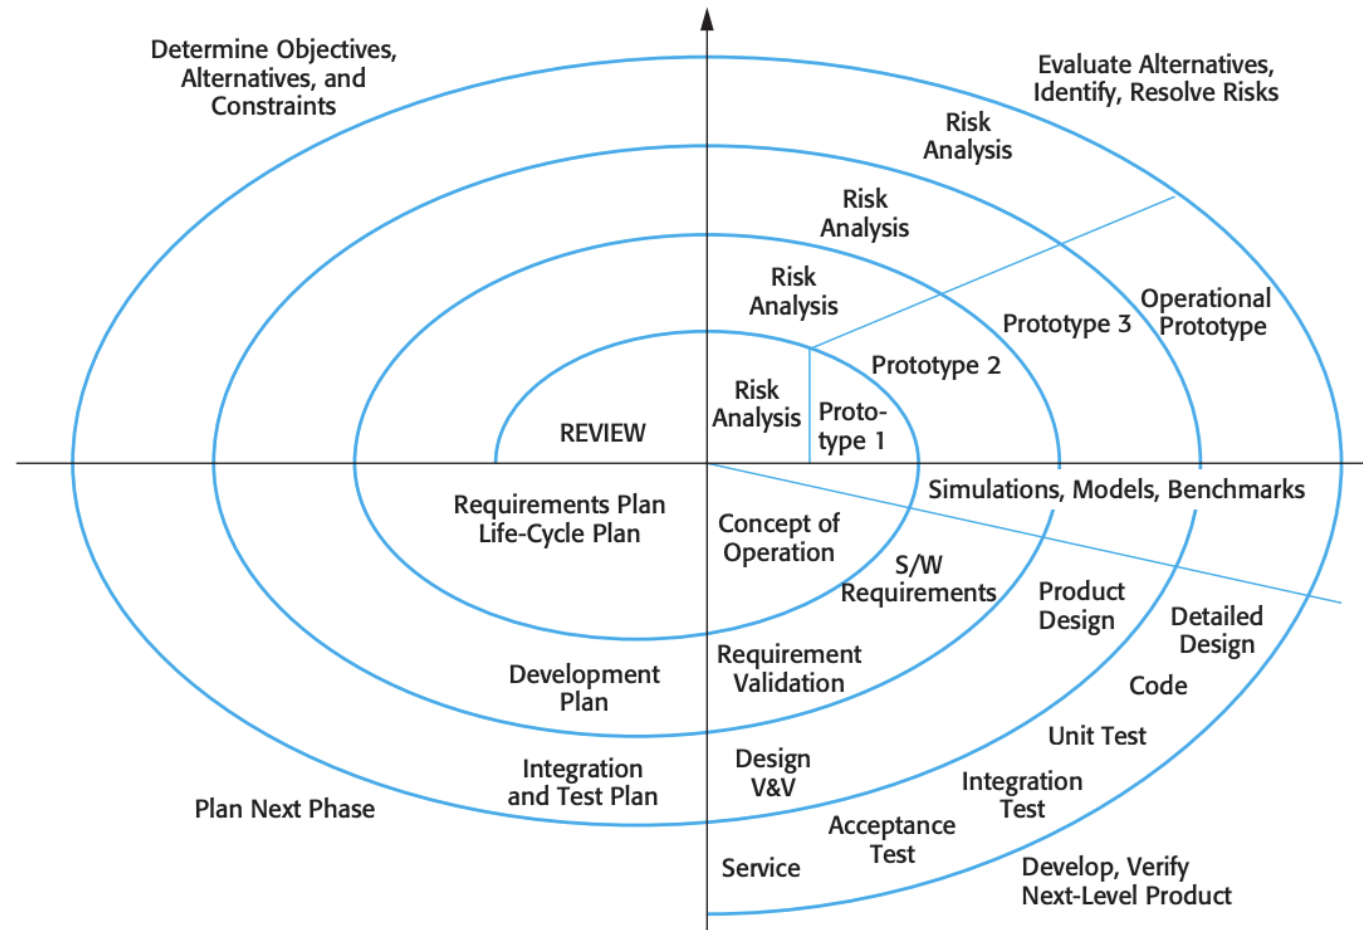 Determine Objectives,
Alternatives, and
Constraints
Evaluate Alternatives,
Identify, Resolve Risks
Risk
Analysis
Risk
Analysis
Risk
Analysis
Operational
Prototype
Prototype 3
Prototype 2
Risk
Analysis
Proto-
type 1
REVIEW
Simulations, Models, Benchmarks
Requirements Plan
Life-Cycle Plan
Concept of
Operation
S/W
Requirements
Product
Design
Detailed
Design
Requirement
Validation
Development
Plan
Code
Unit Test
Design
V&V
Integration
and Test Plan
Integration
Test
Plan Next Phase
Acceptance
Test
Service
Develop, Verify
Next-Level Product